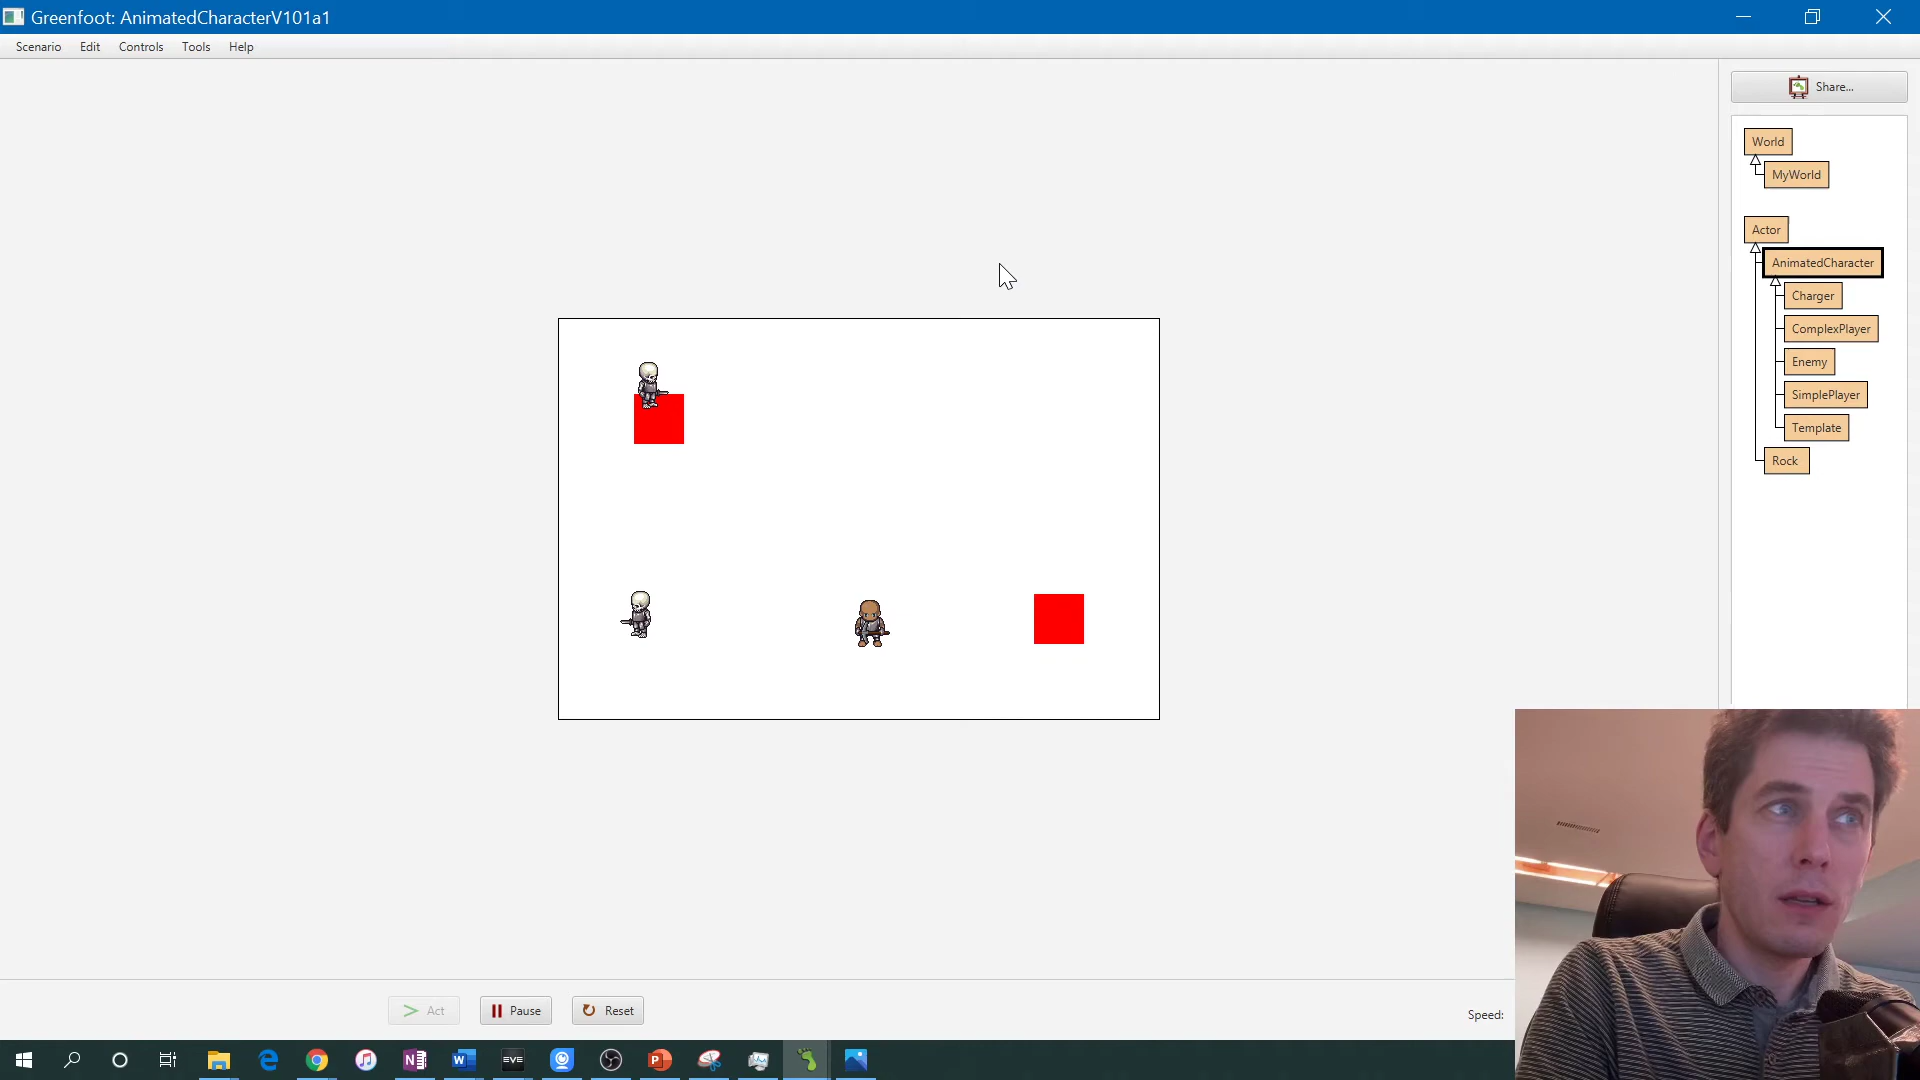 Greenfoot: AnimatedCharacterV101a1
Scenario Edit Controls Tools Help
Share...
World
MyWorld
Actor
AnimatedCharacter
Charger
ComplexPlayer
Enemy
SimplePlayer
Template
Rock
Act Pause Reset Speed:
EVE